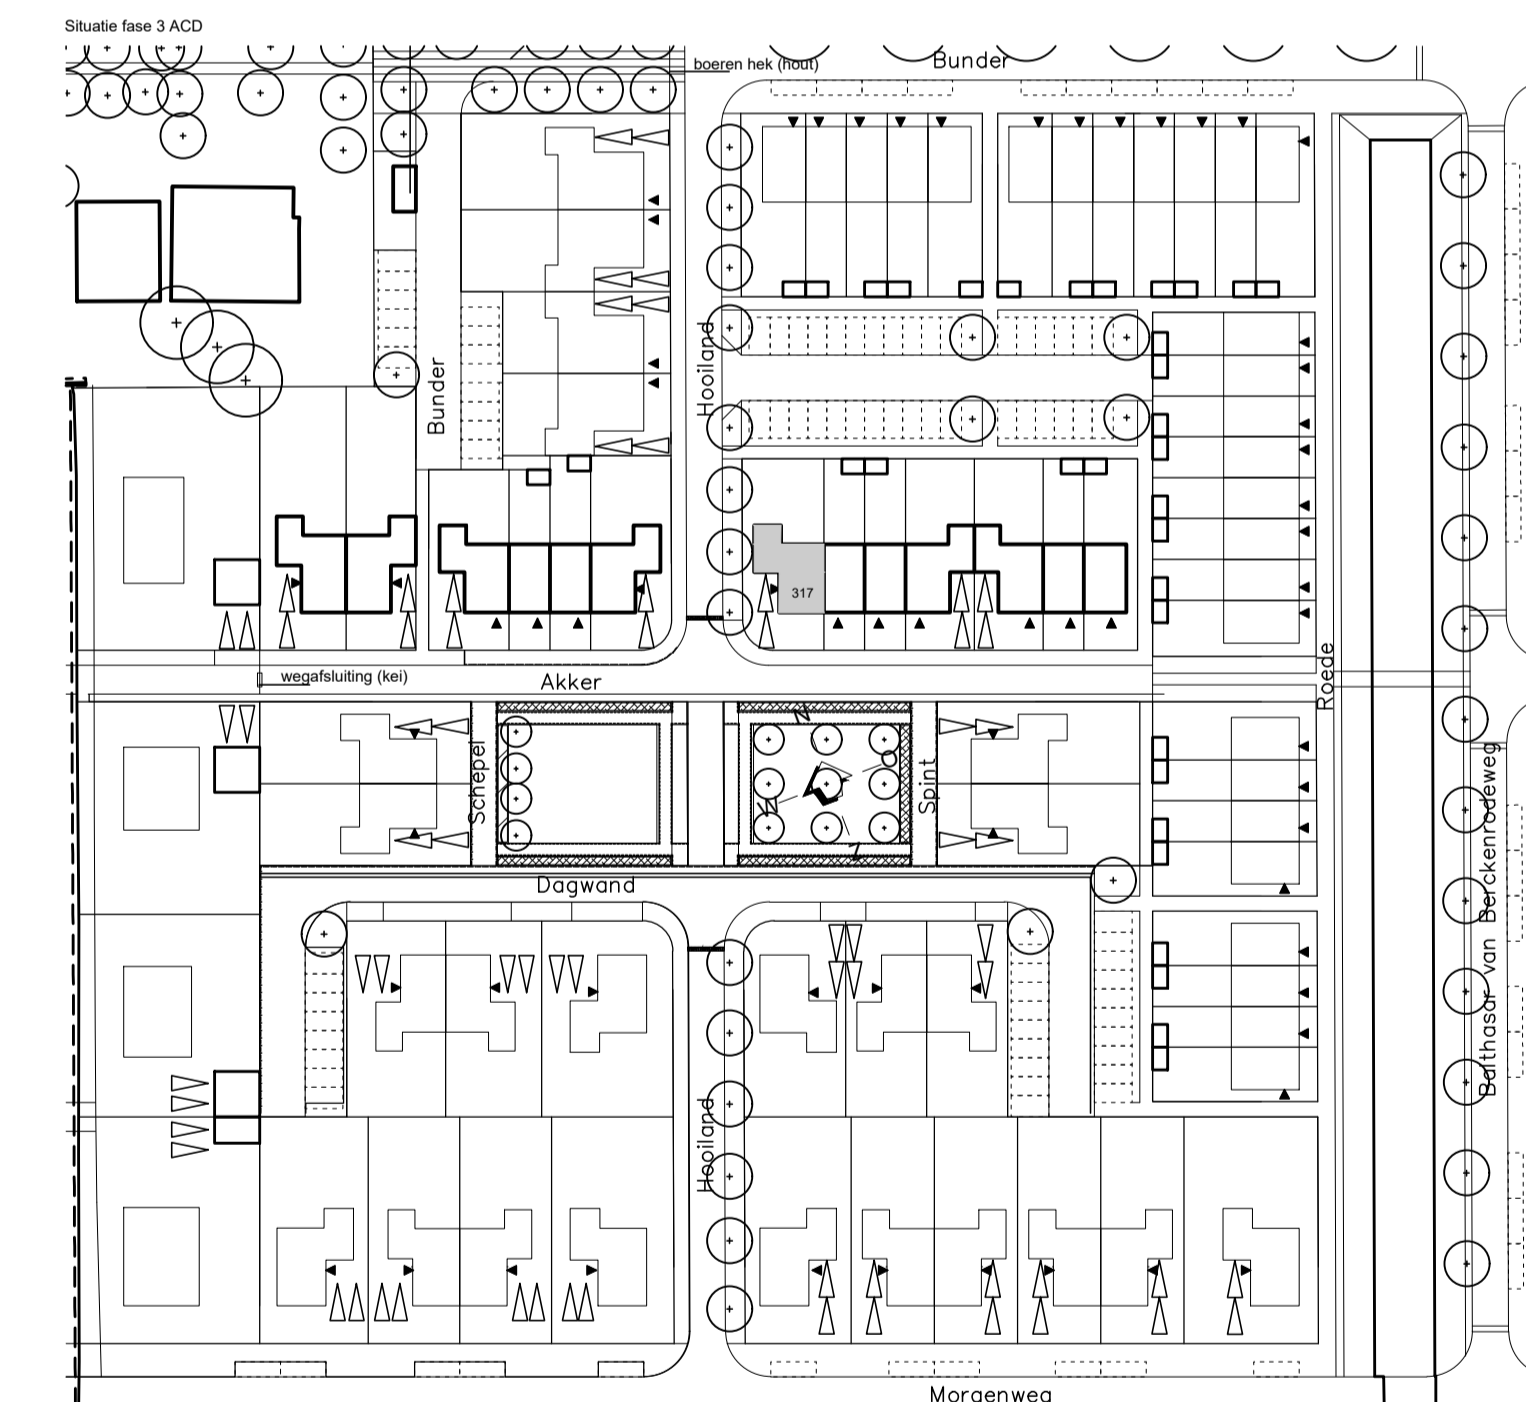 Situatie fase 3 ACD
Bunder
boeren hek (hout)
Hooiland
Bunder
317
Roede
wegafsluiting (kei)
Akker
Schepel
N
O
W
Z
Spint
Balthasar van Berckenrodeweg
Dagwand
Hooiland
Morgenweg